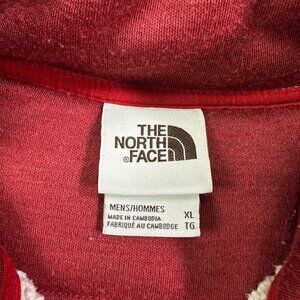 THE
NORTH
®FACE
MENS/HOMMES XL
MADE IN CAMBODIA
FABRIQUÉ AU CAMBODGE TG